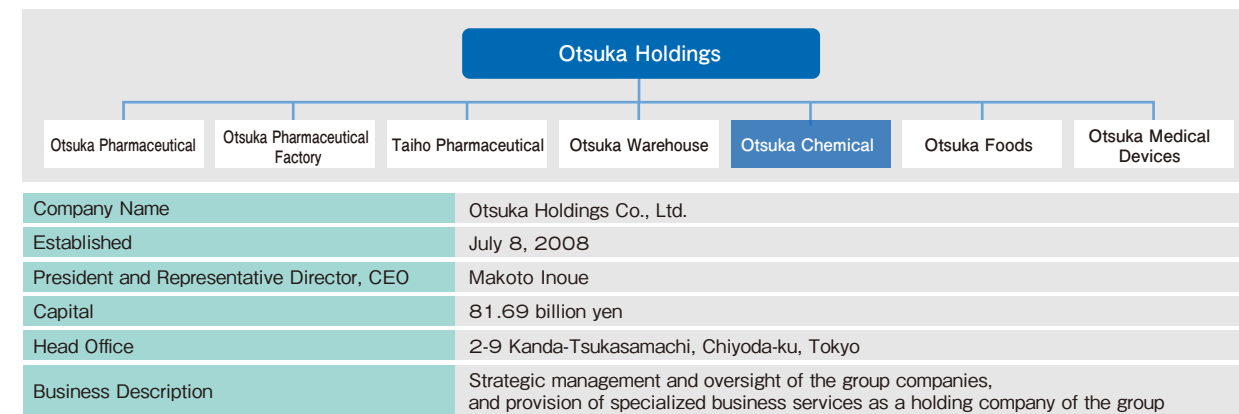 Otsuka Holdings
Otsuka Pharmaceutical
Otsuka Pharmaceutical
Factory
Taiho Pharmaceutical
Otsuka Warehouse
Otsuka Chemical
Otsuka Foods
Otsuka Medical
Devices
Company Name
Otsuka Holdings Co., Ltd.
Established
July 8, 2008
President and Representative Director, CEO
Makoto Inoue
Capital
81.69 billion yen
Head Office
2-9 Kanda-Tsukasamachi, Chiyoda-ku, Tokyo
Business Description
Strategic management and oversight of the group companies,
and provision of specialized business services as a holding company of the group